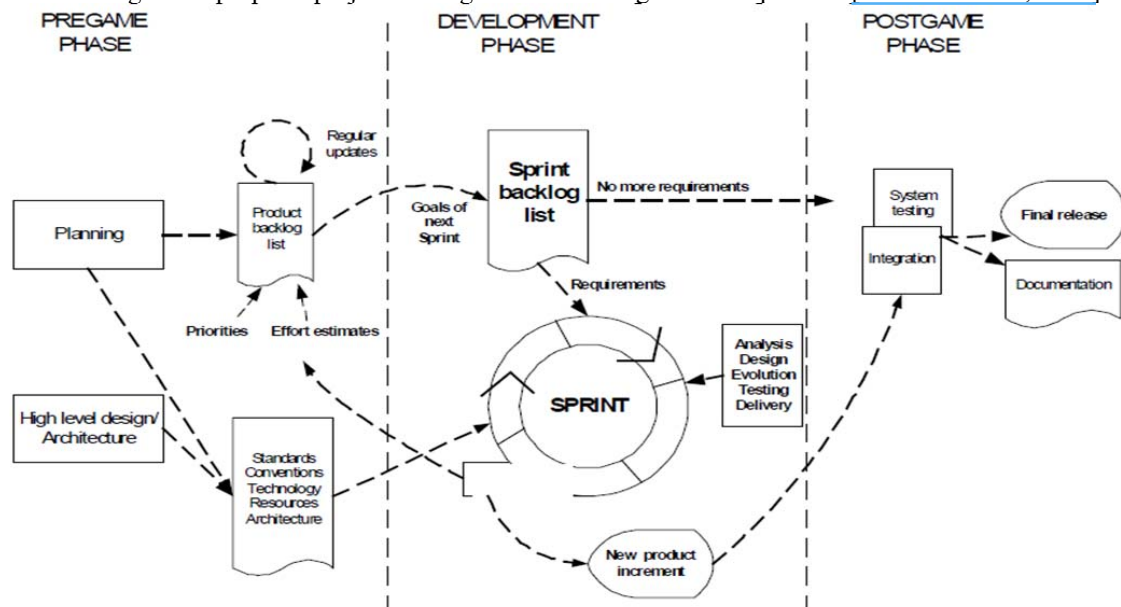 PREGAME
PHASE
DEVELOPMENT
PHASE
POSTGAME
PHASE
Regular
updates
Planning
Product
backlog
list
Goals of
next
Sprint
Sprint
backlog
list
No more requirements
System
testing
Integration
Final release
Documentation
Priorities
Effort estimates
Requirements
High level design/
Architecture
Standards
Conventions
Technology
Resources
Architecture
SPRINT
Analysis
Design
Evolution
Testing
Delivery
New product
increment